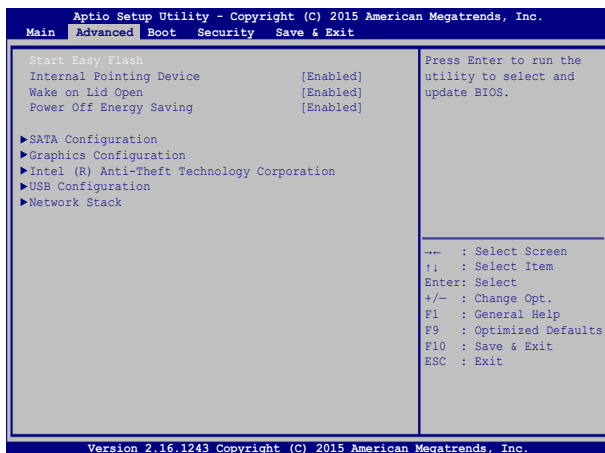 Aptio Setup Utility - Copyright (C) 2015 American Megatrends, Inc.
Main Advanced Boot Security Save & Exit
Start Easy Flash
Internal Pointing Device [Enabled]
Wake on Lid Open [Enabled]
Power Off Energy Saving [Enabled]
▶SATA Configuration
▶Graphics Configuration
▶Intel (R) Anti-Theft Technology Corporation
▶USB Configuration
▶Network Stack
Press Enter to run the
utility to select and
update BIOS.
→← : Select Screen
↑↓ : Select Item
Enter: Select
+/— : Change Opt.
F1 : General Help
F9 : Optimized Defaults
F10 : Save & Exit
ESC : Exit
Version 2.16.1243 Copyright (C) 2015 American Megatrends, Inc.